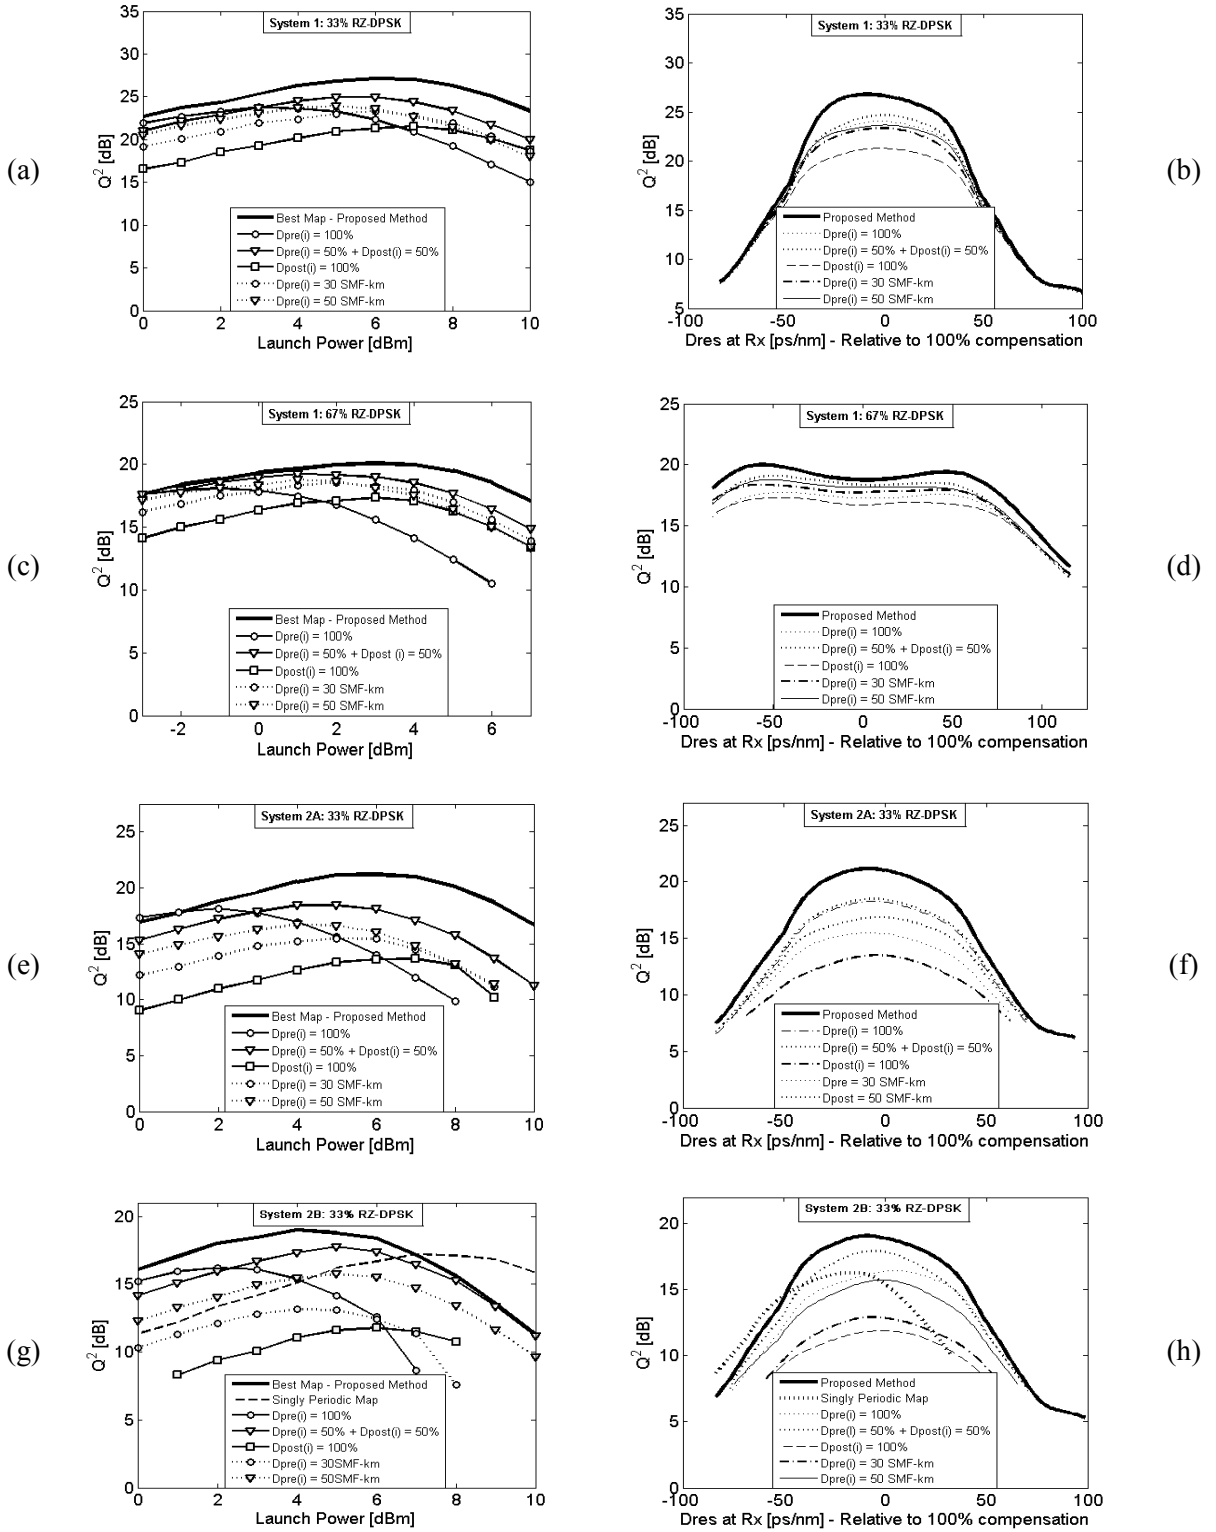 (a)
System 1: 33% RZ-DPSK
35
30
25
20
15
10
5
0
Q² [dB]
Best Map - Proposed Method
Dpre(i) = 100%
Dpre(i) = 50% + Dpost(i) = 50%
Dpost(i) = 100%
Dpre(i) = 30 SMF-km
Dpre(i) = 50 SMF-km
0 2 4 6 8 10
Launch Power [dBm]
(b)
System 1: 33% RZ-DPSK
35
30
25
20
15
10
5
Q² [dB]
Proposed Method
Dpre(i) = 100%
Dpre(i) = 50% + Dpost(i) = 50%
Dpost(i) = 100%
Dpre(i) = 30 SMF-km
Dpre(i) = 50 SMF-km
-100 -50 0 50 100
Dres at Rx [ps/nm] - Relative to 100% compensation
(c)
System 1: 67% RZ-DPSK
25
20
15
10
5
0
Q² [dB]
Best Map - Proposed Method
Dpre(i) = 100%
Dpre(i) = 50% + Dpost (i) = 50%
Dpost(i) = 100%
Dpre(i) = 30 SMF-km
Dpre(i) = 50 SMF-km
-2 0 2 4 6
Launch Power [dBm]
(d)
System 1: 67% RZ-DPSK
25
20
15
10
5
0
Q² [dB]
Proposed Method
Dpre(i) = 100%
Dpre(i) = 50% + Dpost(i) = 50%
Dpost(i) = 100%
Dpre(i) = 30 SMF-km
Dpre(i) = 50 SMF-km
-100 -50 0 50 100
Dres at Rx [ps/nm] - Relative to 100% compensation
(e)
System 2A: 33% RZ-DPSK
25
20
15
10
5
0
Q² [dB]
Best Map - Proposed Method
Dpre(i) = 100%
Dpre(i) = 50% + Dpost(i) = 50%
Dpost(i) = 100%
Dpre(i) = 30 SMF-km
Dpre(i) = 50 SMF-km
0 2 4 6 8 10
Launch Power [dBm]
(f)
System 2A: 33% RZ-DPSK
25
20
15
10
5
0
Q² [dB]
Proposed Method
Dpre(i) = 100%
Dpre(i) = 50% + Dpost(i) = 50%
Dpost(i) = 100%
Dpre = 30 SMF-km
Dpost = 50 SMF-km
-100 -50 0 50 100
Dres at Rx [ps/nm] - Relative to 100% compensation
(g)
System 2B: 33% RZ-DPSK
20
15
10
5
0
Q² [dB]
Best Map - Proposed Method
Singly Periodic Map
Dpre(i) = 100%
Dpre(i) = 50% + Dpost(i) = 50%
Dpost(i) = 100%
Dpre(i) = 30SMF-km
Dpre(i) = 50SMF-km
0 2 4 6 8 10
Launch Power [dBm]
(h)
System 2B: 33% RZ-DPSK
20
15
10
5
0
Q² [dB]
Proposed Method
Singly Periodic Map
Dpre(i) = 100%
Dpre(I) = 50% + Dpost(i) = 50%
Dpost(i) = 100%
Dpre(i) = 30 SMF-km
Dpre(i) = 50 SMF-km
-100 -50 0 50 100
Dres at Rx [ps/nm] - Relative to 100% compensation